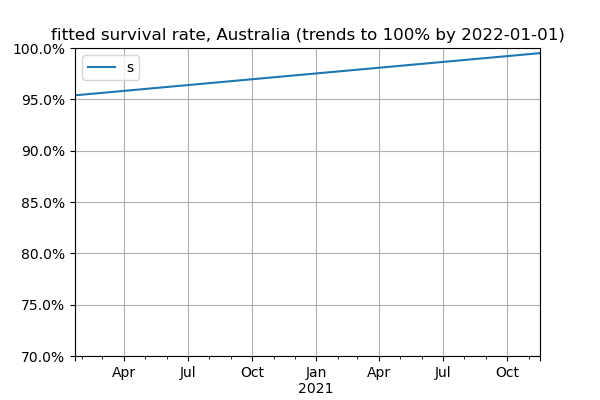 fitted survival rate, Australia (trends to 100% by 2022-01-01)
100.0%
s
95.0%
90.0%
85.0%
80.0%
75.0%
70.0%
Apr Jul Oct Jan Apr Jul Oct
2021